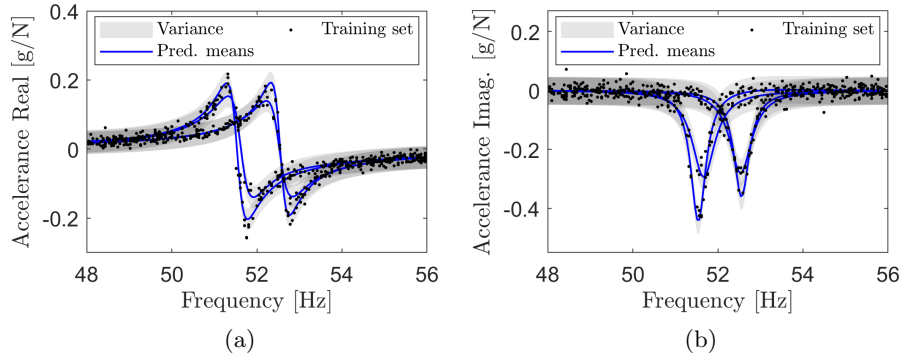 Accelerance Real [g/N]
0.4
0.2
0
-0.2
Variance
Training set
Pred. means
48
50
52
54
56
Frequency [Hz]
(a)
Accelerance Imag. [g/N]
0.2
0
-0.2
-0.4
Variance
Training set
Pred. means
48
50
52
54
56
Frequency [Hz]
(b)